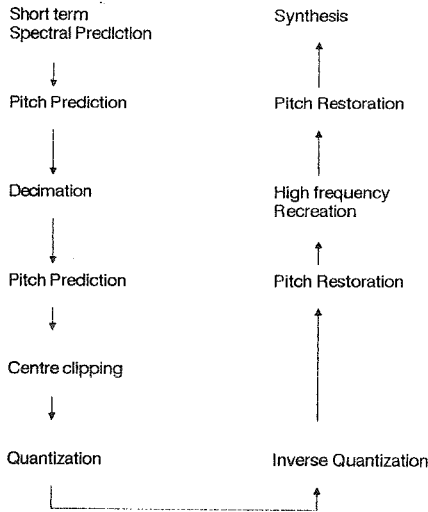 Short term
Spectral Prediction
Pitch Prediction
Decimation
Pitch Prediction
Centre clipping
Quantization
Synthesis
Pitch Restoration
High frequency
Recreation
Pitch Restoration
Inverse Quantization